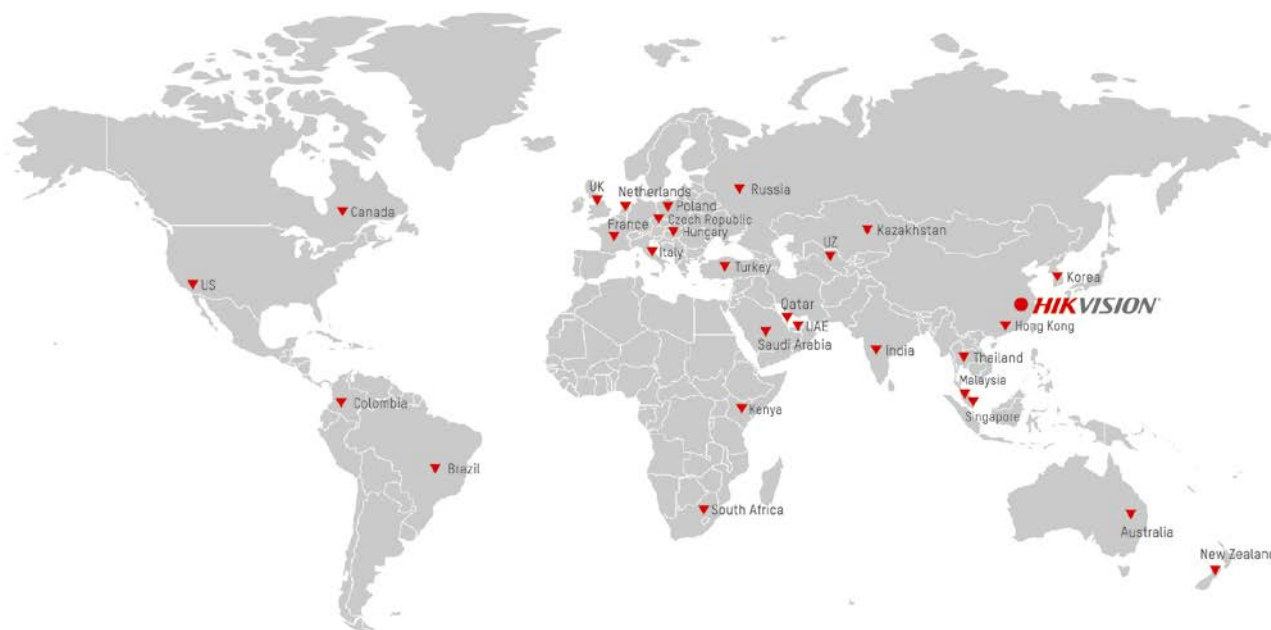 UK
Netherlands
Russia
Poland
Canada
Czech Republic
France
Hungary
Kazakhstan
UZ
Italy
Turkey
Korea
US
HIKVISION
Qatar
UAE
Hong Kong
Saudi Arabia
India
Thailand
Malaysia
Colombia
Kenya
Singapore
Brazil
South Africa
Australia
New Zealand